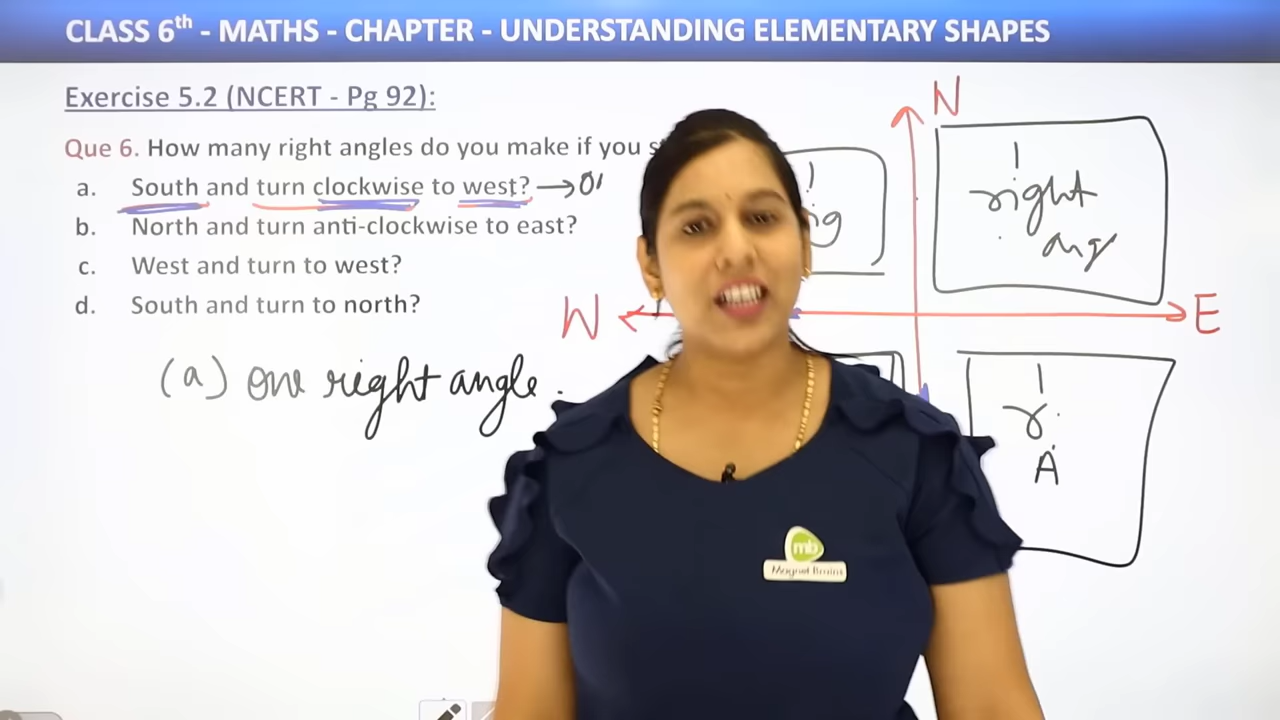 CLASS 6th - MATHS - CHAPTER - UNDERSTANDING ELEMENTARY SHAPES
Exercise 5.2 (NCERT - Pg 92):
Que 6. How many right angles do you make if you
a. South and turn clockwise to west?
b. North and turn anti-clockwise to east?
c. West and turn to west?
d. South and turn to north?
(a) one right angle.
N
1
right
ang
W
E
1
r.
A
mb
Magnet Brains